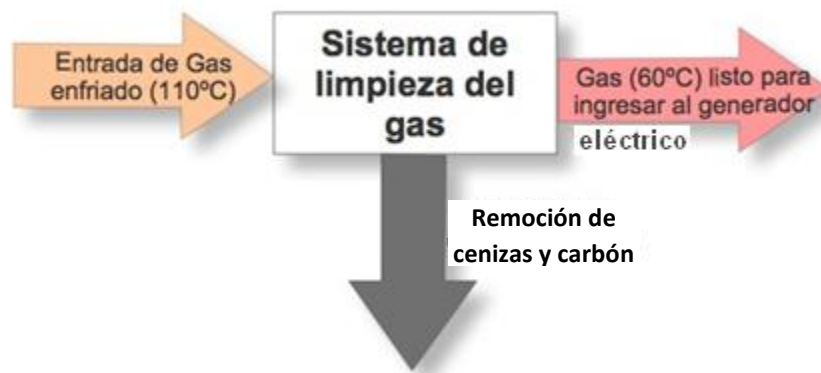 Entrada de Gas
enfriado (110ºC)
Sistema de
limpieza del
gas
Gas (60ºC) listo para
ingresar al generador
eléctrico
Remoción de
cenizas y carbón